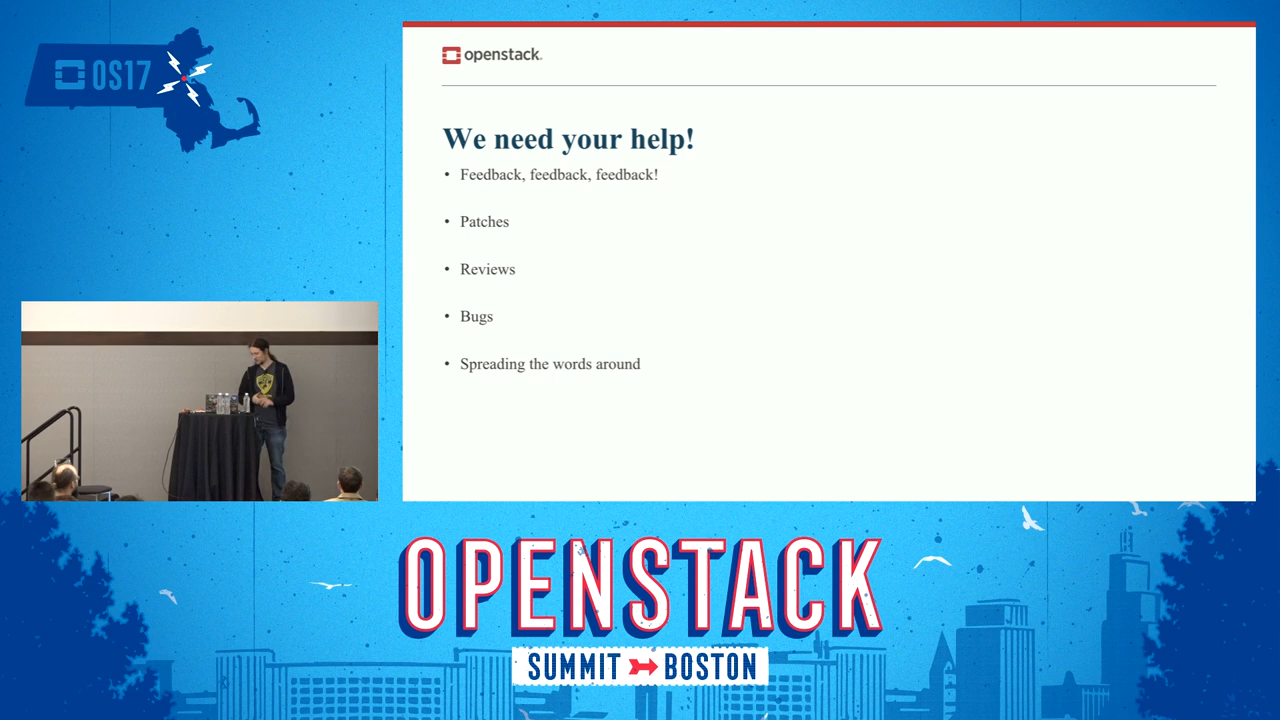 OS17
openstack.
We need your help!
• Feedback, feedback, feedback!
• Patches
• Reviews
• Bugs
• Spreading the words around
OPENSTACK
SUMMIT BOSTON